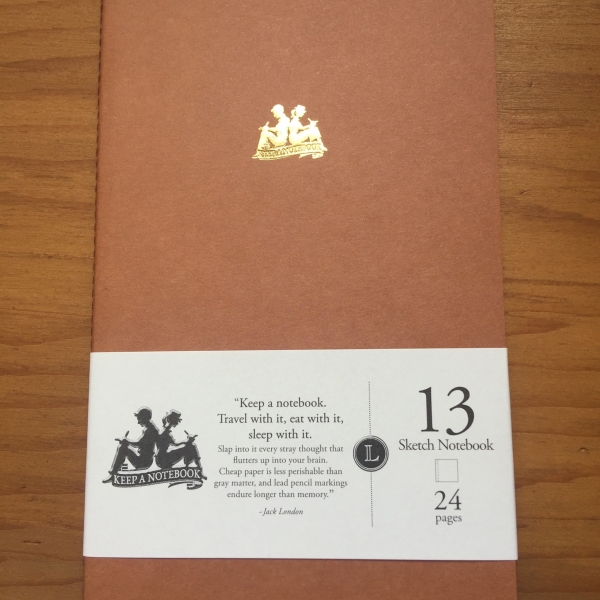 KEEP A NOTEBOOK
“Keep a notebook.
Travel with it, eat with it,
sleep with it.
Slap into it every stray thought that
flutters up into your brain.
Cheap paper is less perishable than
gray matter, and lead pencil markings
endure longer than memory.”
-Jack London
KEEP A NOTEBOOK
L
13
Sketch Notebook
24
pages